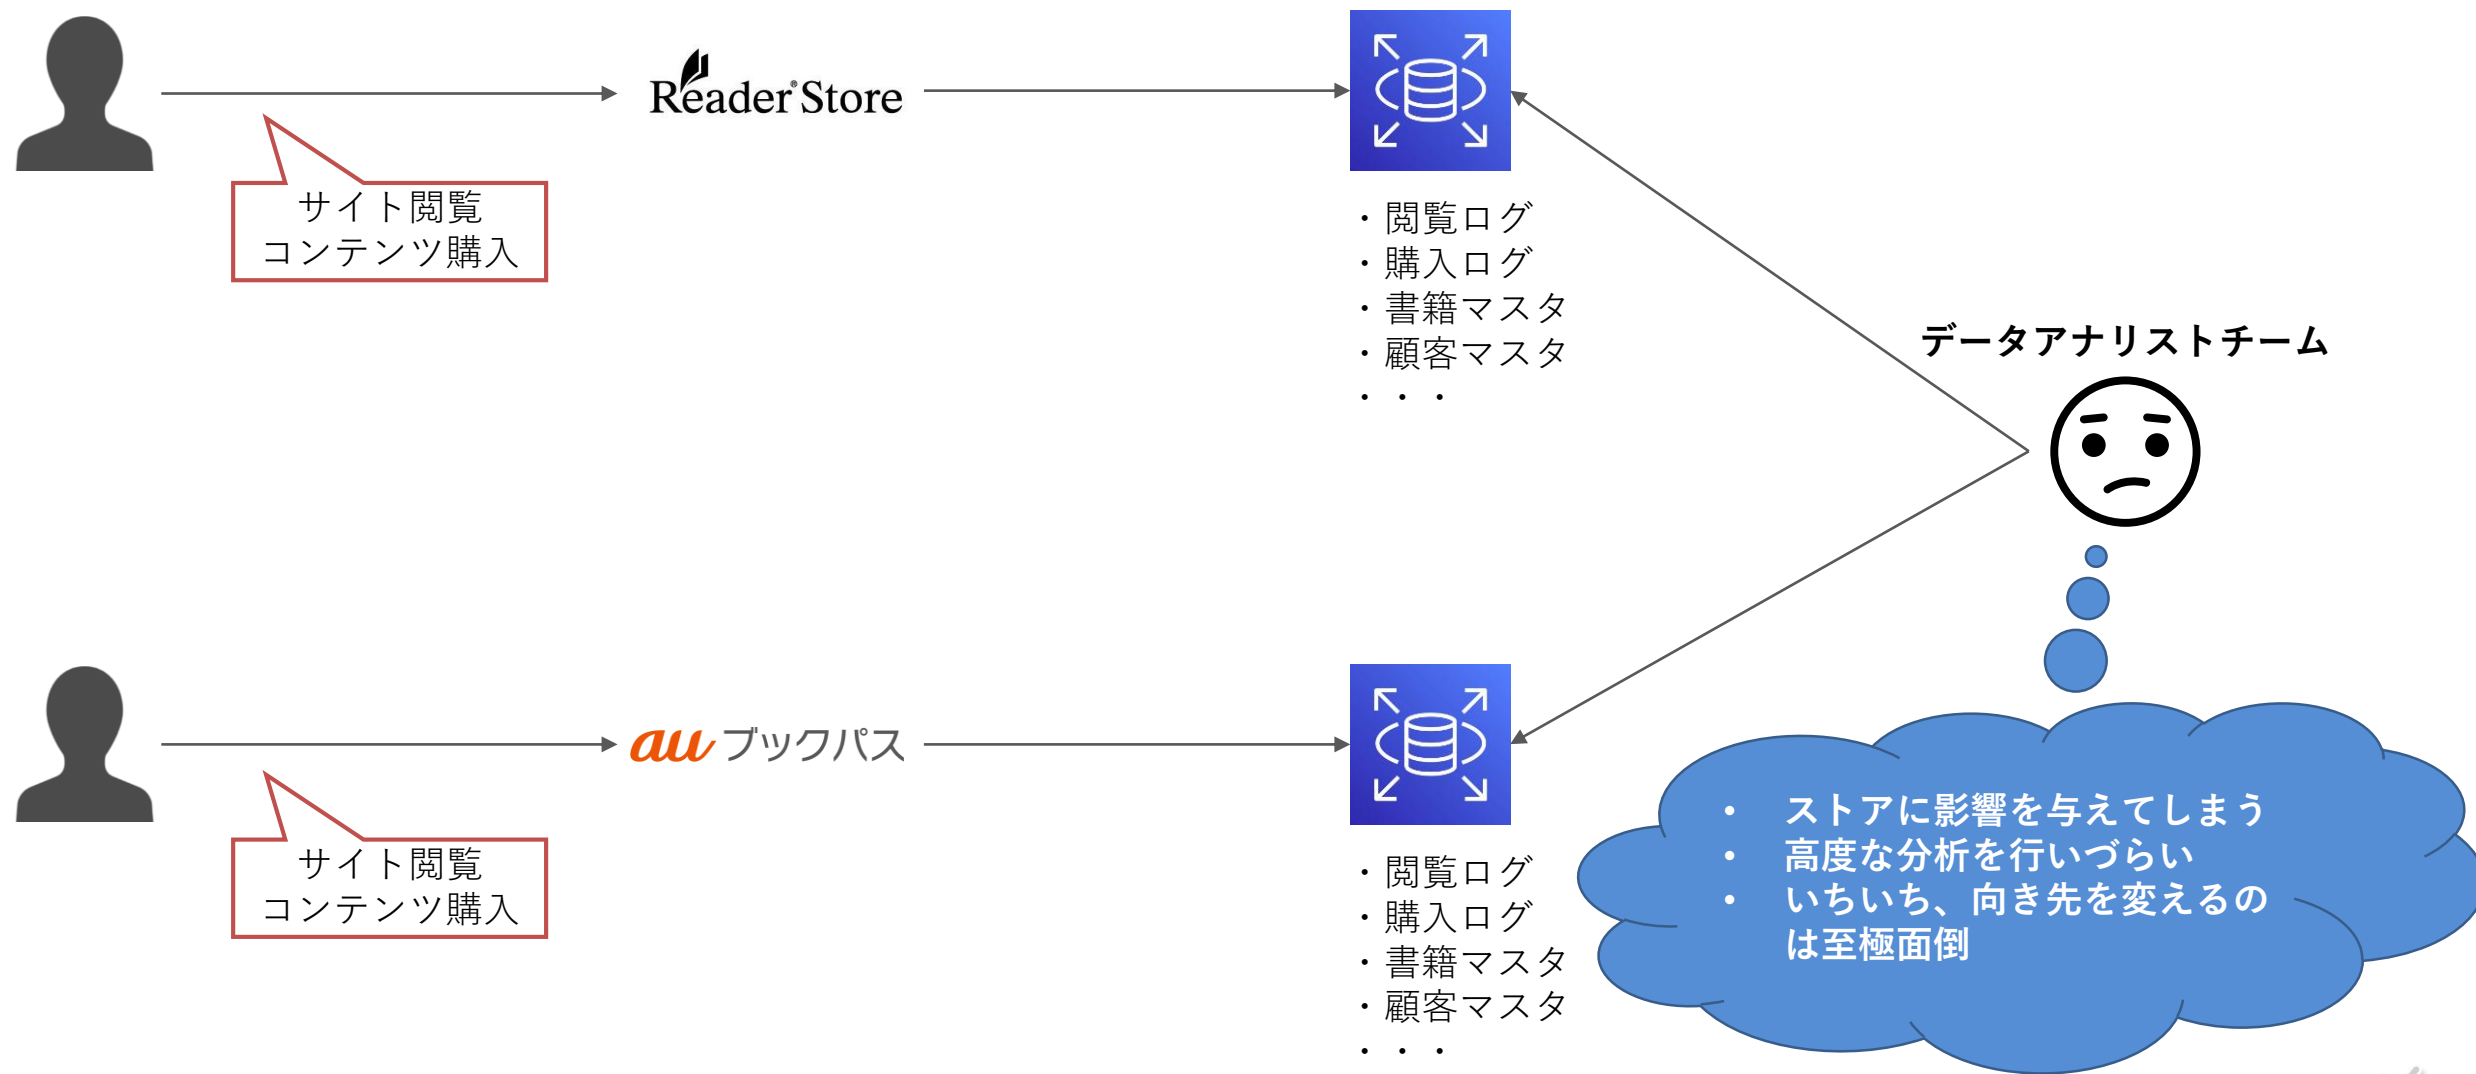 Reader® Store
サイト閲覧
コンテンツ購入
・閲覧ログ
・購入ログ
・書籍マスタ
・顧客マスタ
・・・
データアナリストチーム
au ブックパス
サイト閲覧
コンテンツ購入
・閲覧ログ
・購入ログ
・書籍マスタ
・顧客マスタ
・・・
• ストアに影響を与えてしまう
• 高度な分析を行いづらい
• いちいち、向き先を変えるの
は至極面倒